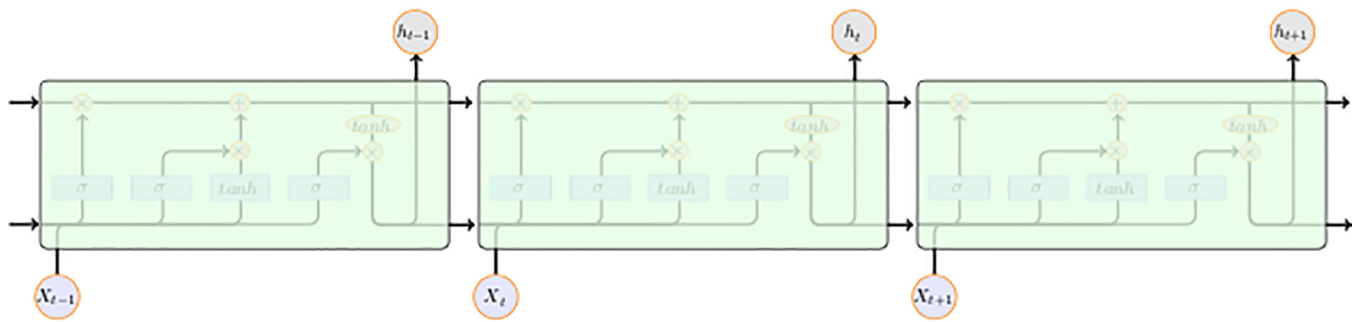 h_{t-1} h_t h_{t+1}
× + × + × +
tanh tanh tanh
× × × × × ×
σ σ tanh σ σ σ tanh σ σ σ tanh σ
X_{t-1} X_t X_{t+1}